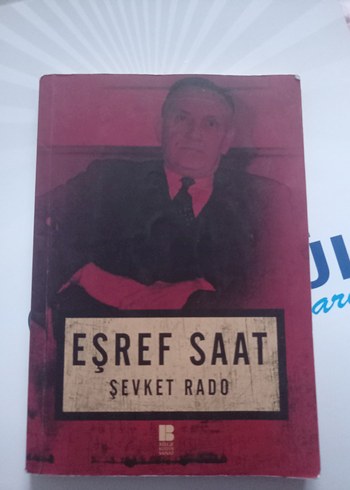 EŞREF SAAT
ŞEVKET RADO
B